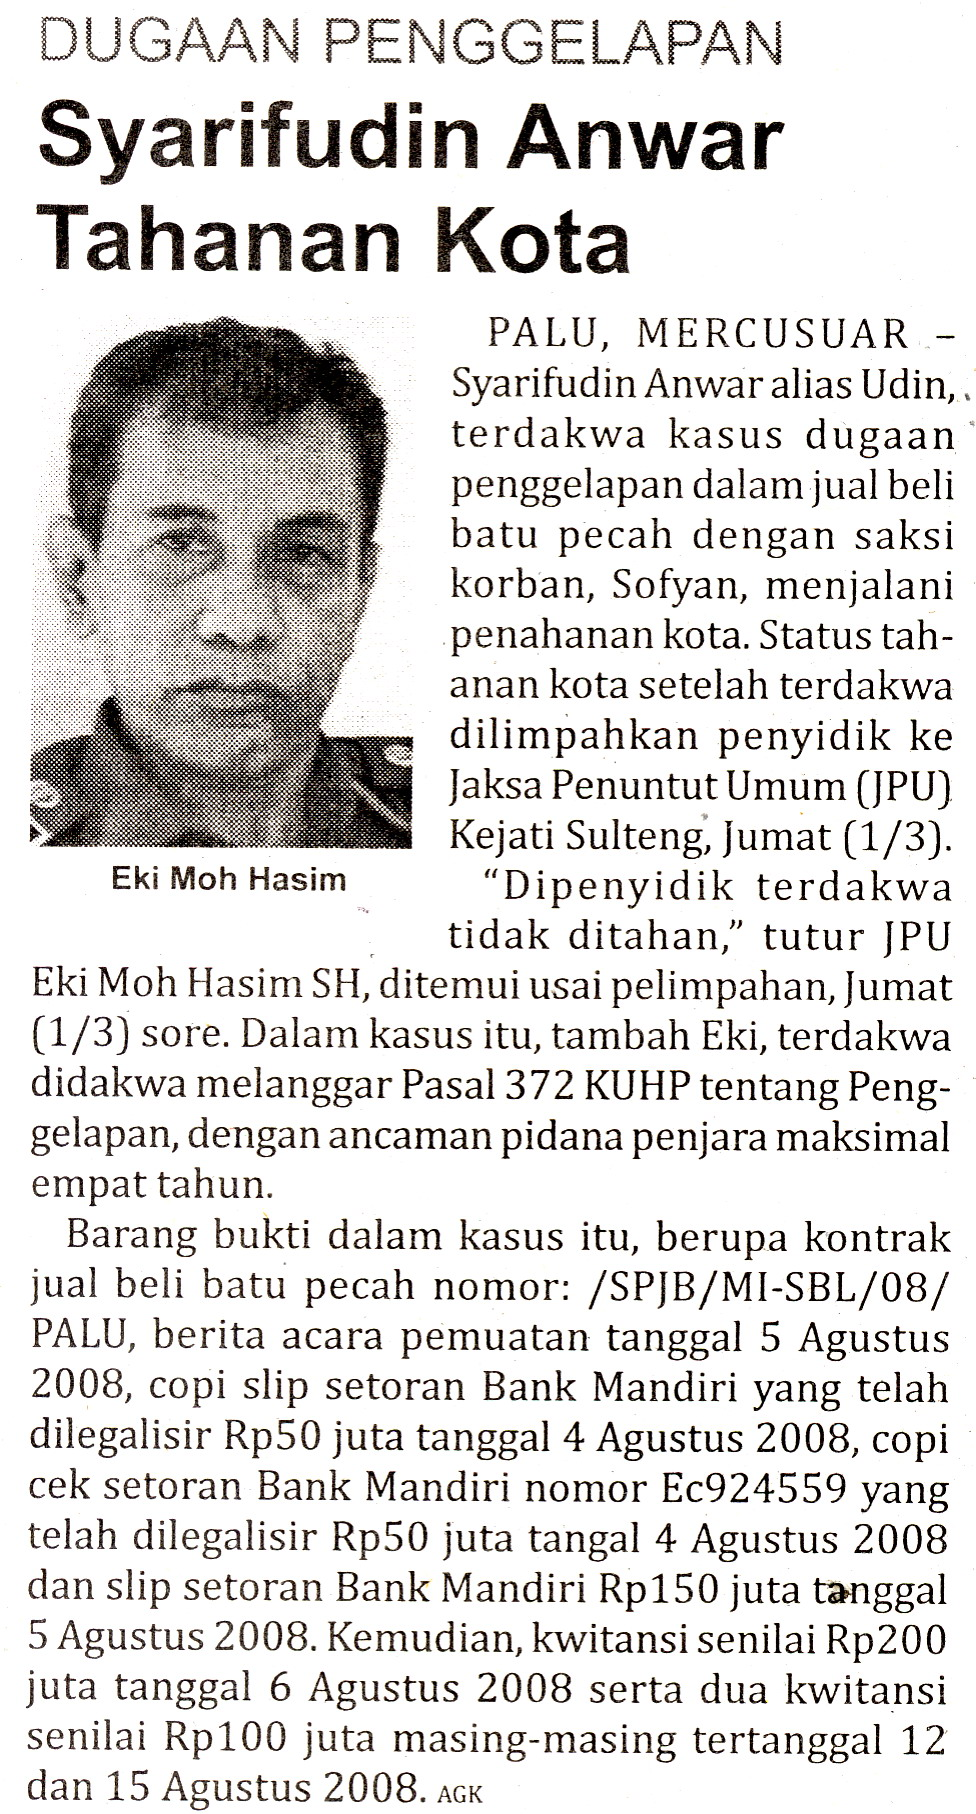 DUGAAN PENGGELAPAN
Syarifudin Anwar
Tahanan Kota
PALU, MERCUSUAR –
Syarifudin Anwar alias Udin,
terdakwa kasus dugaan
penggelapan dalam jual beli
batu pecah dengan saksi
korban, Sofyan, menjalani
penahanan kota. Status tah-
anan kota setelah terdakwa
dilimpahkan penyidik ke
Jaksa Penuntut Umum (JPU)
Kejati Sulteng, Jumat (1/3).
Eki Moh Hasim
“Dipenyidik terdakwa
tidak ditahan,” tutur JPU
Eki Moh Hasim SH, ditemui usai pelimpahan, Jumat
(1/3) sore. Dalam kasus itu, tambah Eki, terdakwa
didakwa melanggar Pasal 372 KUHP tentang Peng-
gelapan, dengan ancaman pidana penjara maksimal
empat tahun.
Barang bukti dalam kasus itu, berupa kontrak
jual beli batu pecah nomor: /SPJB/MI-SBL/08/
PALU, berita acara pemuatan tanggal 5 Agustus
2008, copi slip setoran Bank Mandiri yang telah
dilegalisir Rp50 juta tanggal 4 Agustus 2008, copi
cek setoran Bank Mandiri nomor Ec924559 yang
telah dilegalisir Rp50 juta tangal 4 Agustus 2008
dan slip setoran Bank Mandiri Rp150 juta tanggal
5 Agustus 2008. Kemudian, kwitansi senilai Rp200
juta tanggal 6 Agustus 2008 serta dua kwitansi
senilai Rp100 juta masing-masing tertanggal 12
dan 15 Agustus 2008. AGK